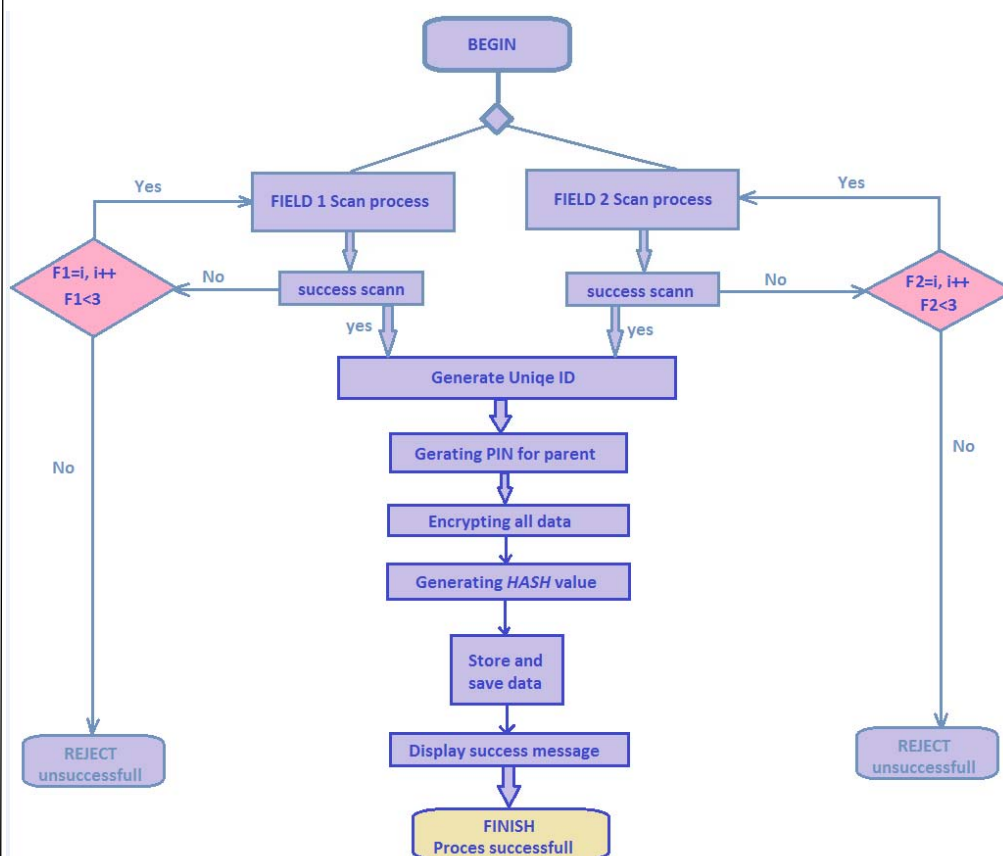 BEGIN
Yes
FIELD 1 Scan process
FIELD 2 Scan process
Yes
F1=i, i++
F1<3
No
success scann
success scann
No
F2=i, i++
F2<3
yes
yes
Generate Uniqe ID
Gerating PIN for parent
No
No
Encrypting all data
Generating HASH value
Store and
save data
Display success message
REJECT
unsuccessfull
REJECT
unsuccessfull
FINISH
Proces successfull